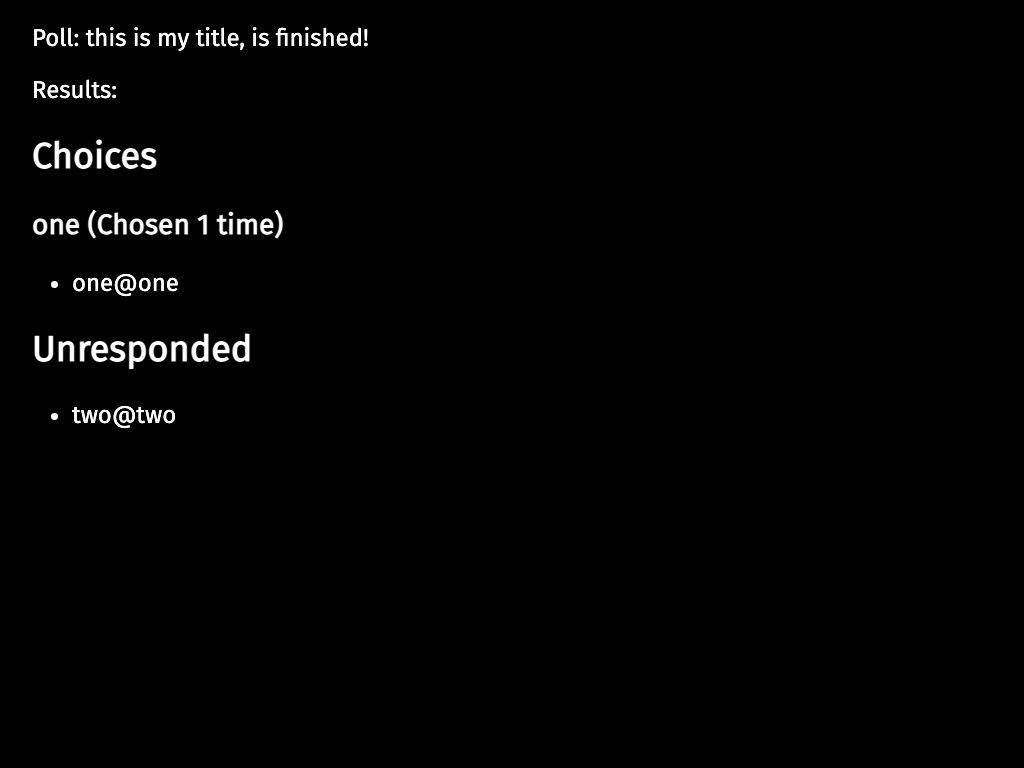 Poll: this is my title, is finished!
Results:
Choices
one (Chosen 1 time)
• one@one
Unresponded
• two@two